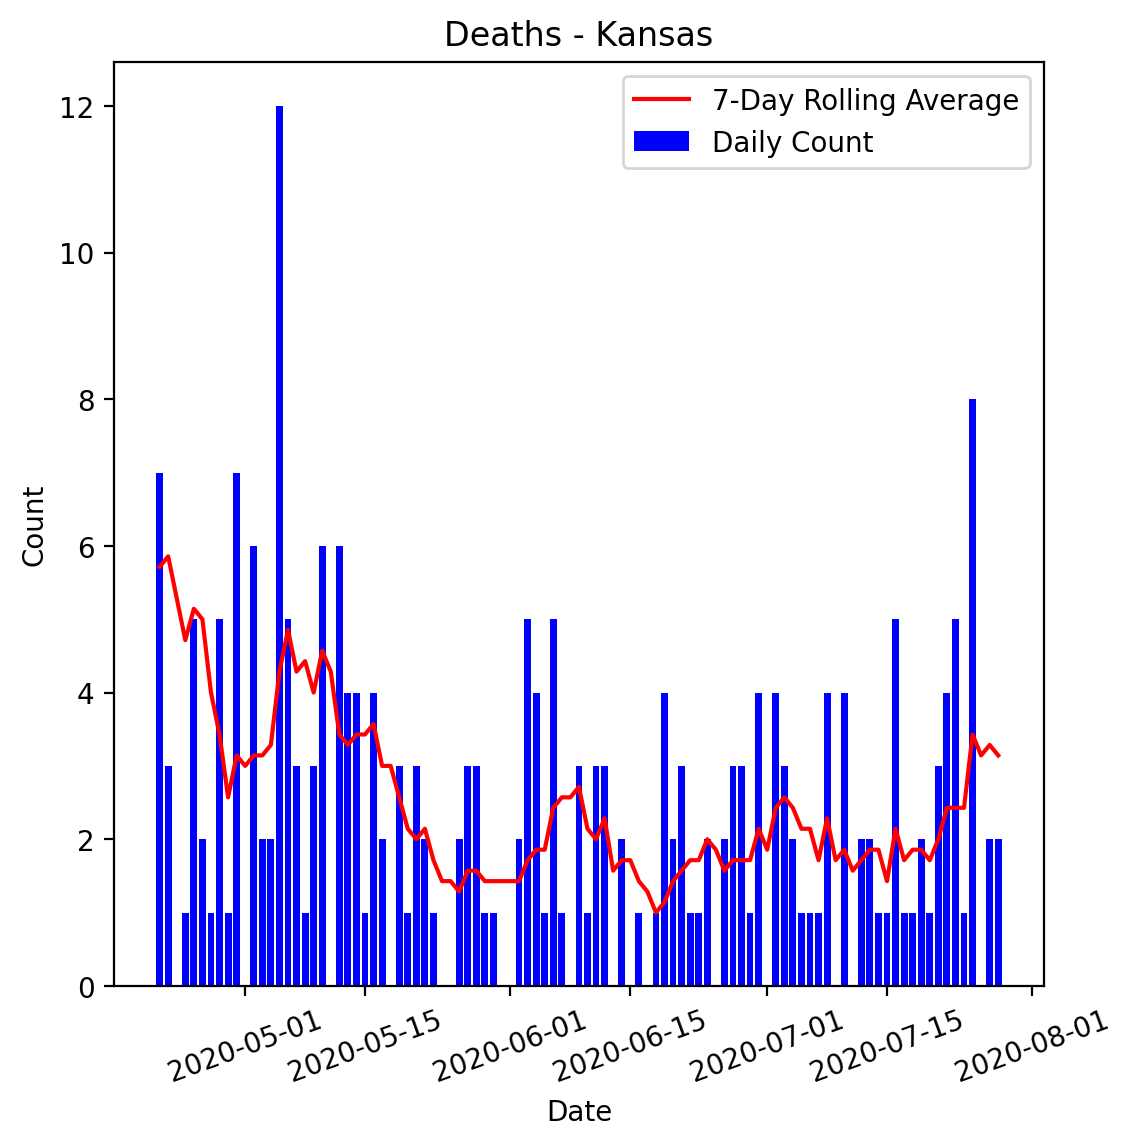 Deaths - Kansas
7-Day Rolling Average
Daily Count
12
10
8
6
4
2
0
Count
2020-05-01
2020-05-15
2020-06-01
2020-06-15
2020-07-01
2020-07-15
2020-08-01
Date